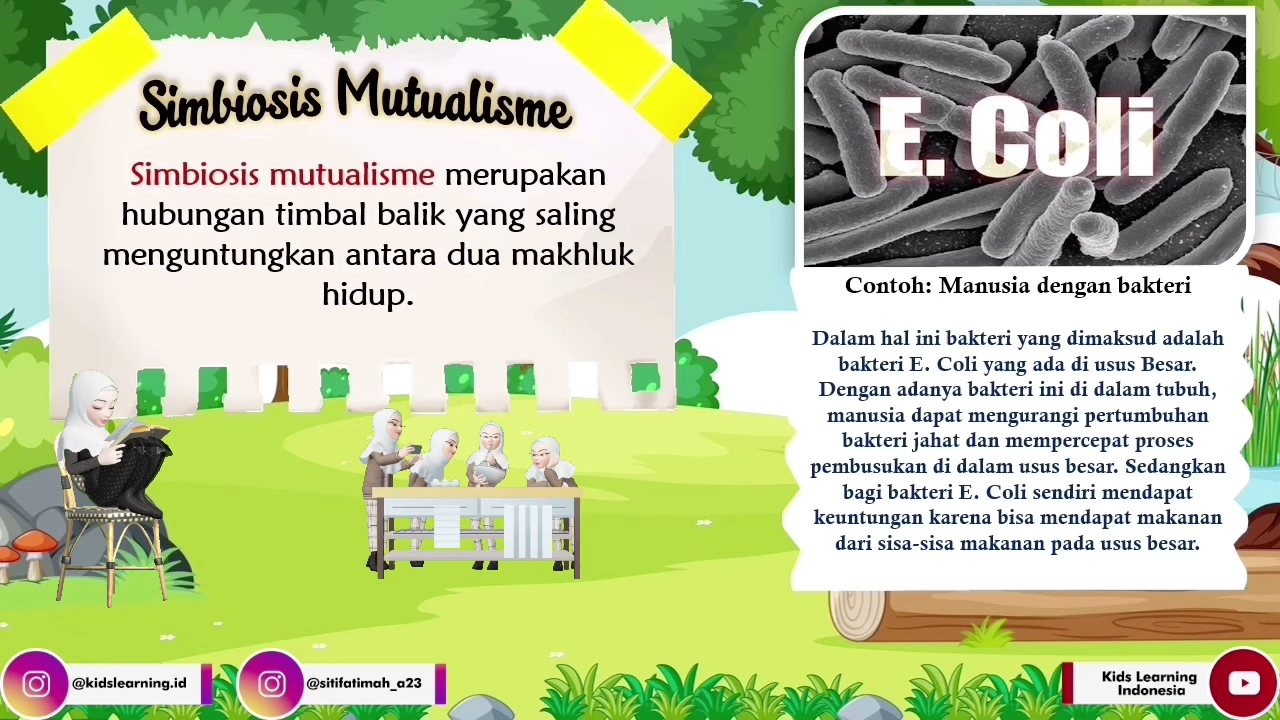 Simbiosis Mutualisme
Simbiosis mutualisme merupakan
hubungan timbal balik yang saling
menguntungkan antara dua makhluk
hidup.
E. Coli
Contoh: Manusia dengan bakteri
Dalam hal ini bakteri yang dimaksud adalah
bakteri E. Coli yang ada di usus Besar.
Dengan adanya bakteri ini di dalam tubuh,
manusia dapat mengurangi pertumbuhan
bakteri jahat dan mempercepat proses
pembusukan di dalam usus besar. Sedangkan
bagi bakteri E. Coli sendiri mendapat
keuntungan karena bisa mendapat makanan
dari sisa-sisa makanan pada usus besar.
@kidslearning.id
@sitifatimah_a23
Kids Learning
Indonesia